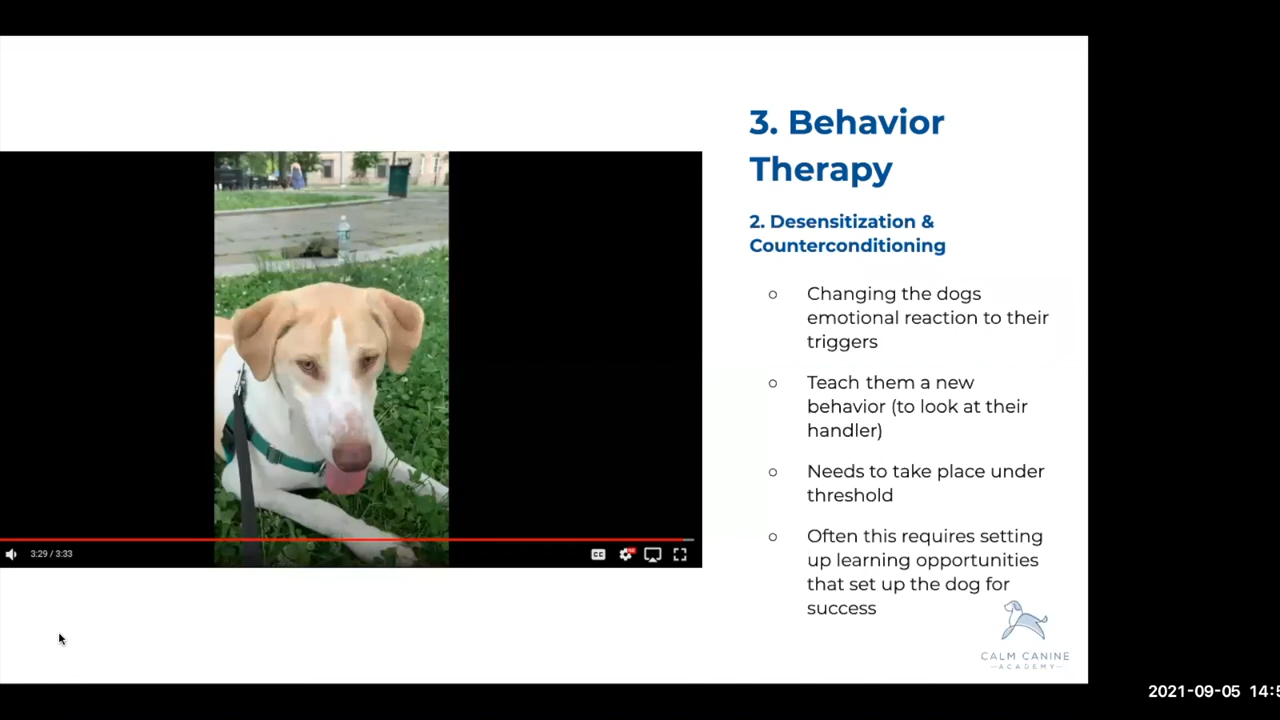 3. Behavior
Therapy
2. Desensitization &
Counterconditioning
○ Changing the dogs
emotional reaction to their
triggers
○ Teach them a new
behavior (to look at their
handler)
○ Needs to take place under
threshold
○ Often this requires setting
up learning opportunities
that set up the dog for
success
3:29 / 3:33
CC
CALM CANINE
ACADEMY
2021-09-05 14:5